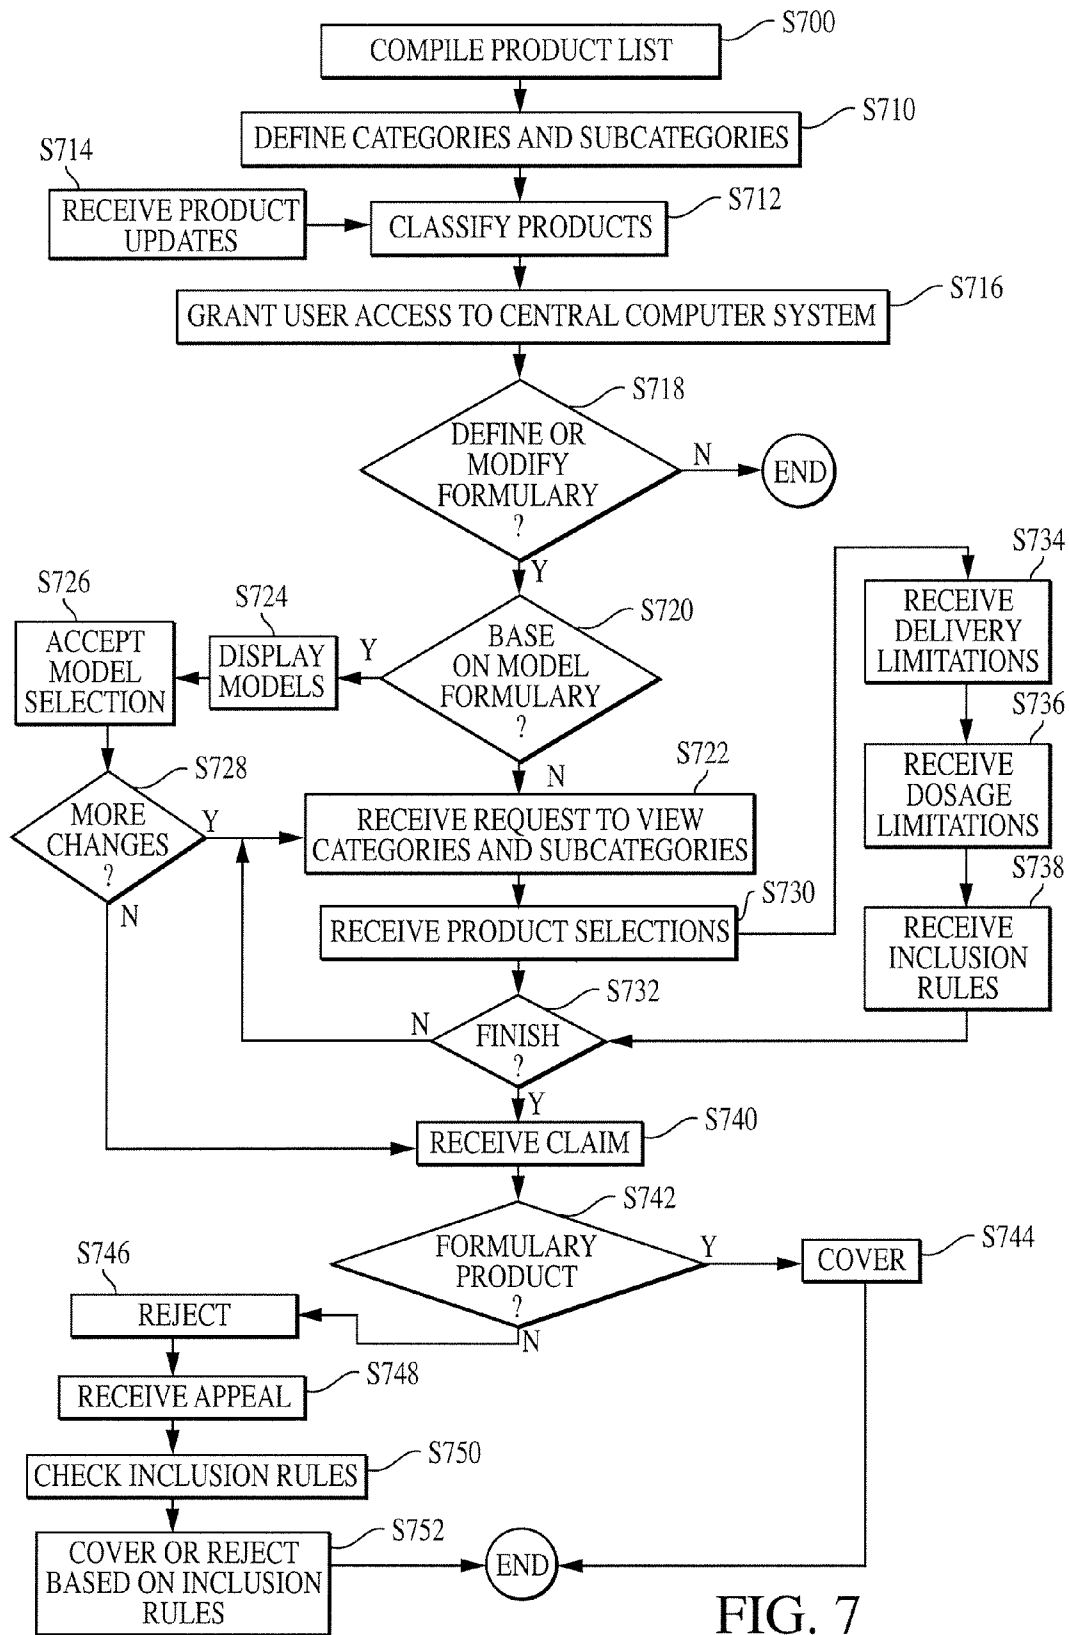 S700
COMPILE PRODUCT LIST
S710
DEFINE CATEGORIES AND SUBCATEGORIES
S714
RECEIVE PRODUCT
UPDATES
S712
CLASSIFY PRODUCTS
S716
GRANT USER ACCESS TO CENTRAL COMPUTER SYSTEM
S718
DEFINE OR
MODIFY
FORMULARY
?
N
END
Y
S720
BASE
ON MODEL
FORMULARY
?
Y
N
S724
DISPLAY
MODELS
S726
ACCEPT
MODEL
SELECTION
S728
MORE
CHANGES
?
Y
N
S722
RECEIVE REQUEST TO VIEW
CATEGORIES AND SUBCATEGORIES
S730
RECEIVE PRODUCT SELECTIONS
S734
RECEIVE
DELIVERY
LIMITATIONS
S736
RECEIVE
DOSAGE
LIMITATIONS
S738
RECEIVE
INCLUSION
RULES
S732
FINISH
?
N
Y
S740
RECEIVE CLAIM
S742
FORMULARY
PRODUCT
?
Y
N
S744
COVER
S746
REJECT
S748
RECEIVE APPEAL
S750
CHECK INCLUSION RULES
S752
COVER OR REJECT
BASED ON INCLUSION
RULES
END
FIG. 7